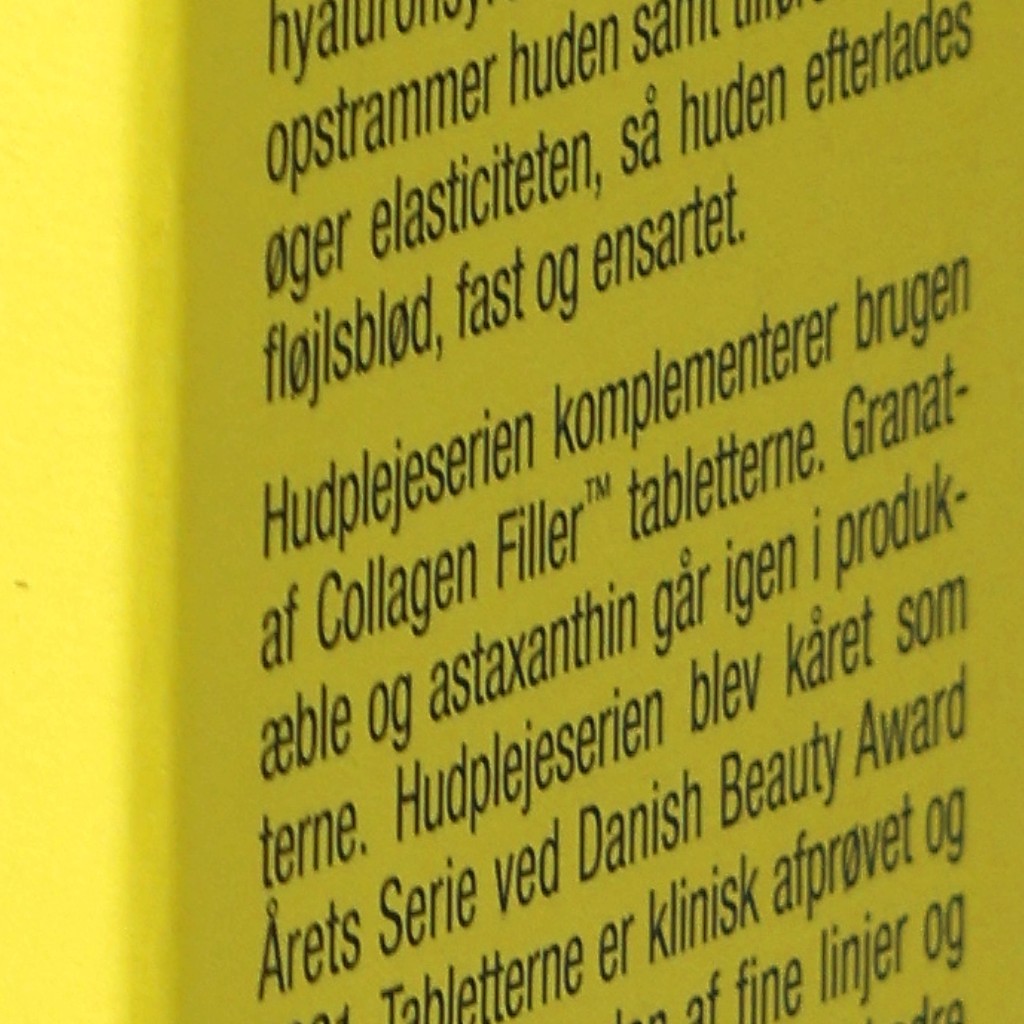 opstrammer huden samt
øger elasticiteten, så huden efterlades
fløjlsblød, fast og ensartet.
Hudplejeserien komplementerer brugen
af Collagen Filler™ tabletterne. Granat-
æble og astaxanthin går igen i produk-
terne. Hudplejeserien blev kåret som
Årets Serie ved Danish Beauty Award
Tabletterne er klinisk afprøvet og
af fine linjer og